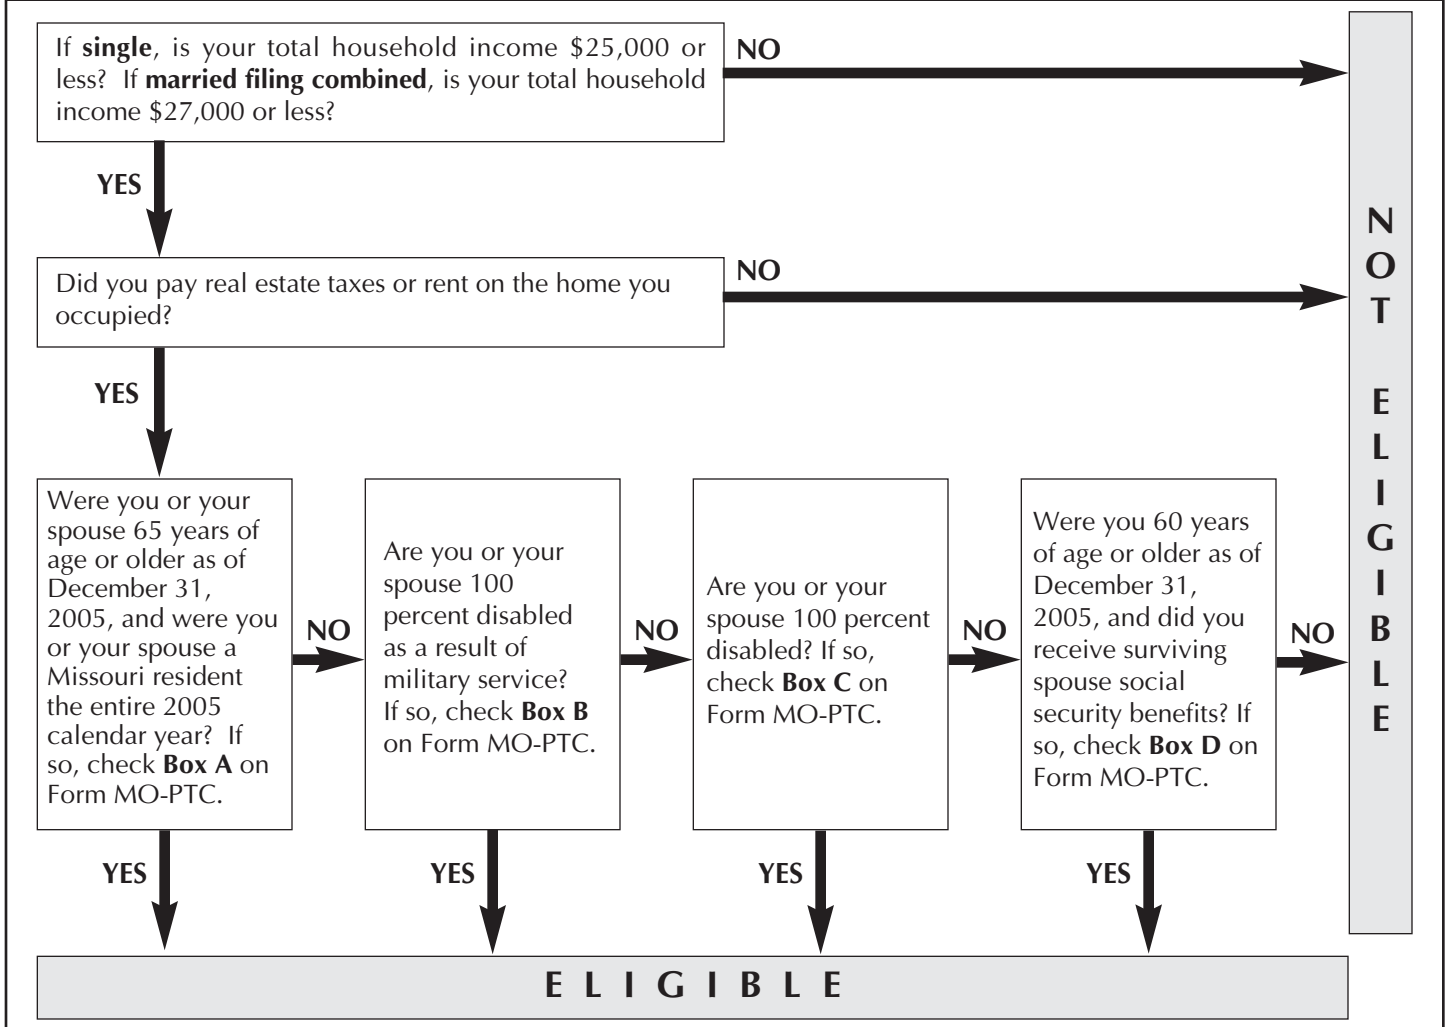 If single, is your total household income $25,000 or
less? If married filing combined, is your total household
income $27,000 or less?
NO
YES
Did you pay real estate taxes or rent on the home you
occupied?
NO
YES
Were you or your
spouse 65 years of
age or older as of
December 31,
2005, and were you
or your spouse a
Missouri resident
the entire 2005
calendar year? If
so, check Box A on
Form MO-PTC.
NO
Are you or your
spouse 100
percent disabled
as a result of
military service?
If so, check Box B
on Form MO-PTC.
NO
Are you or your
spouse 100 percent
disabled? If so,
check Box C on
Form MO-PTC.
NO
Were you 60 years
of age or older as of
December 31,
2005, and did you
receive surviving
spouse social
security benefits? If
so, check Box D on
Form MO-PTC.
NO
YES
YES
YES
YES
NOT ELIGIBLE
ELIGIBLE